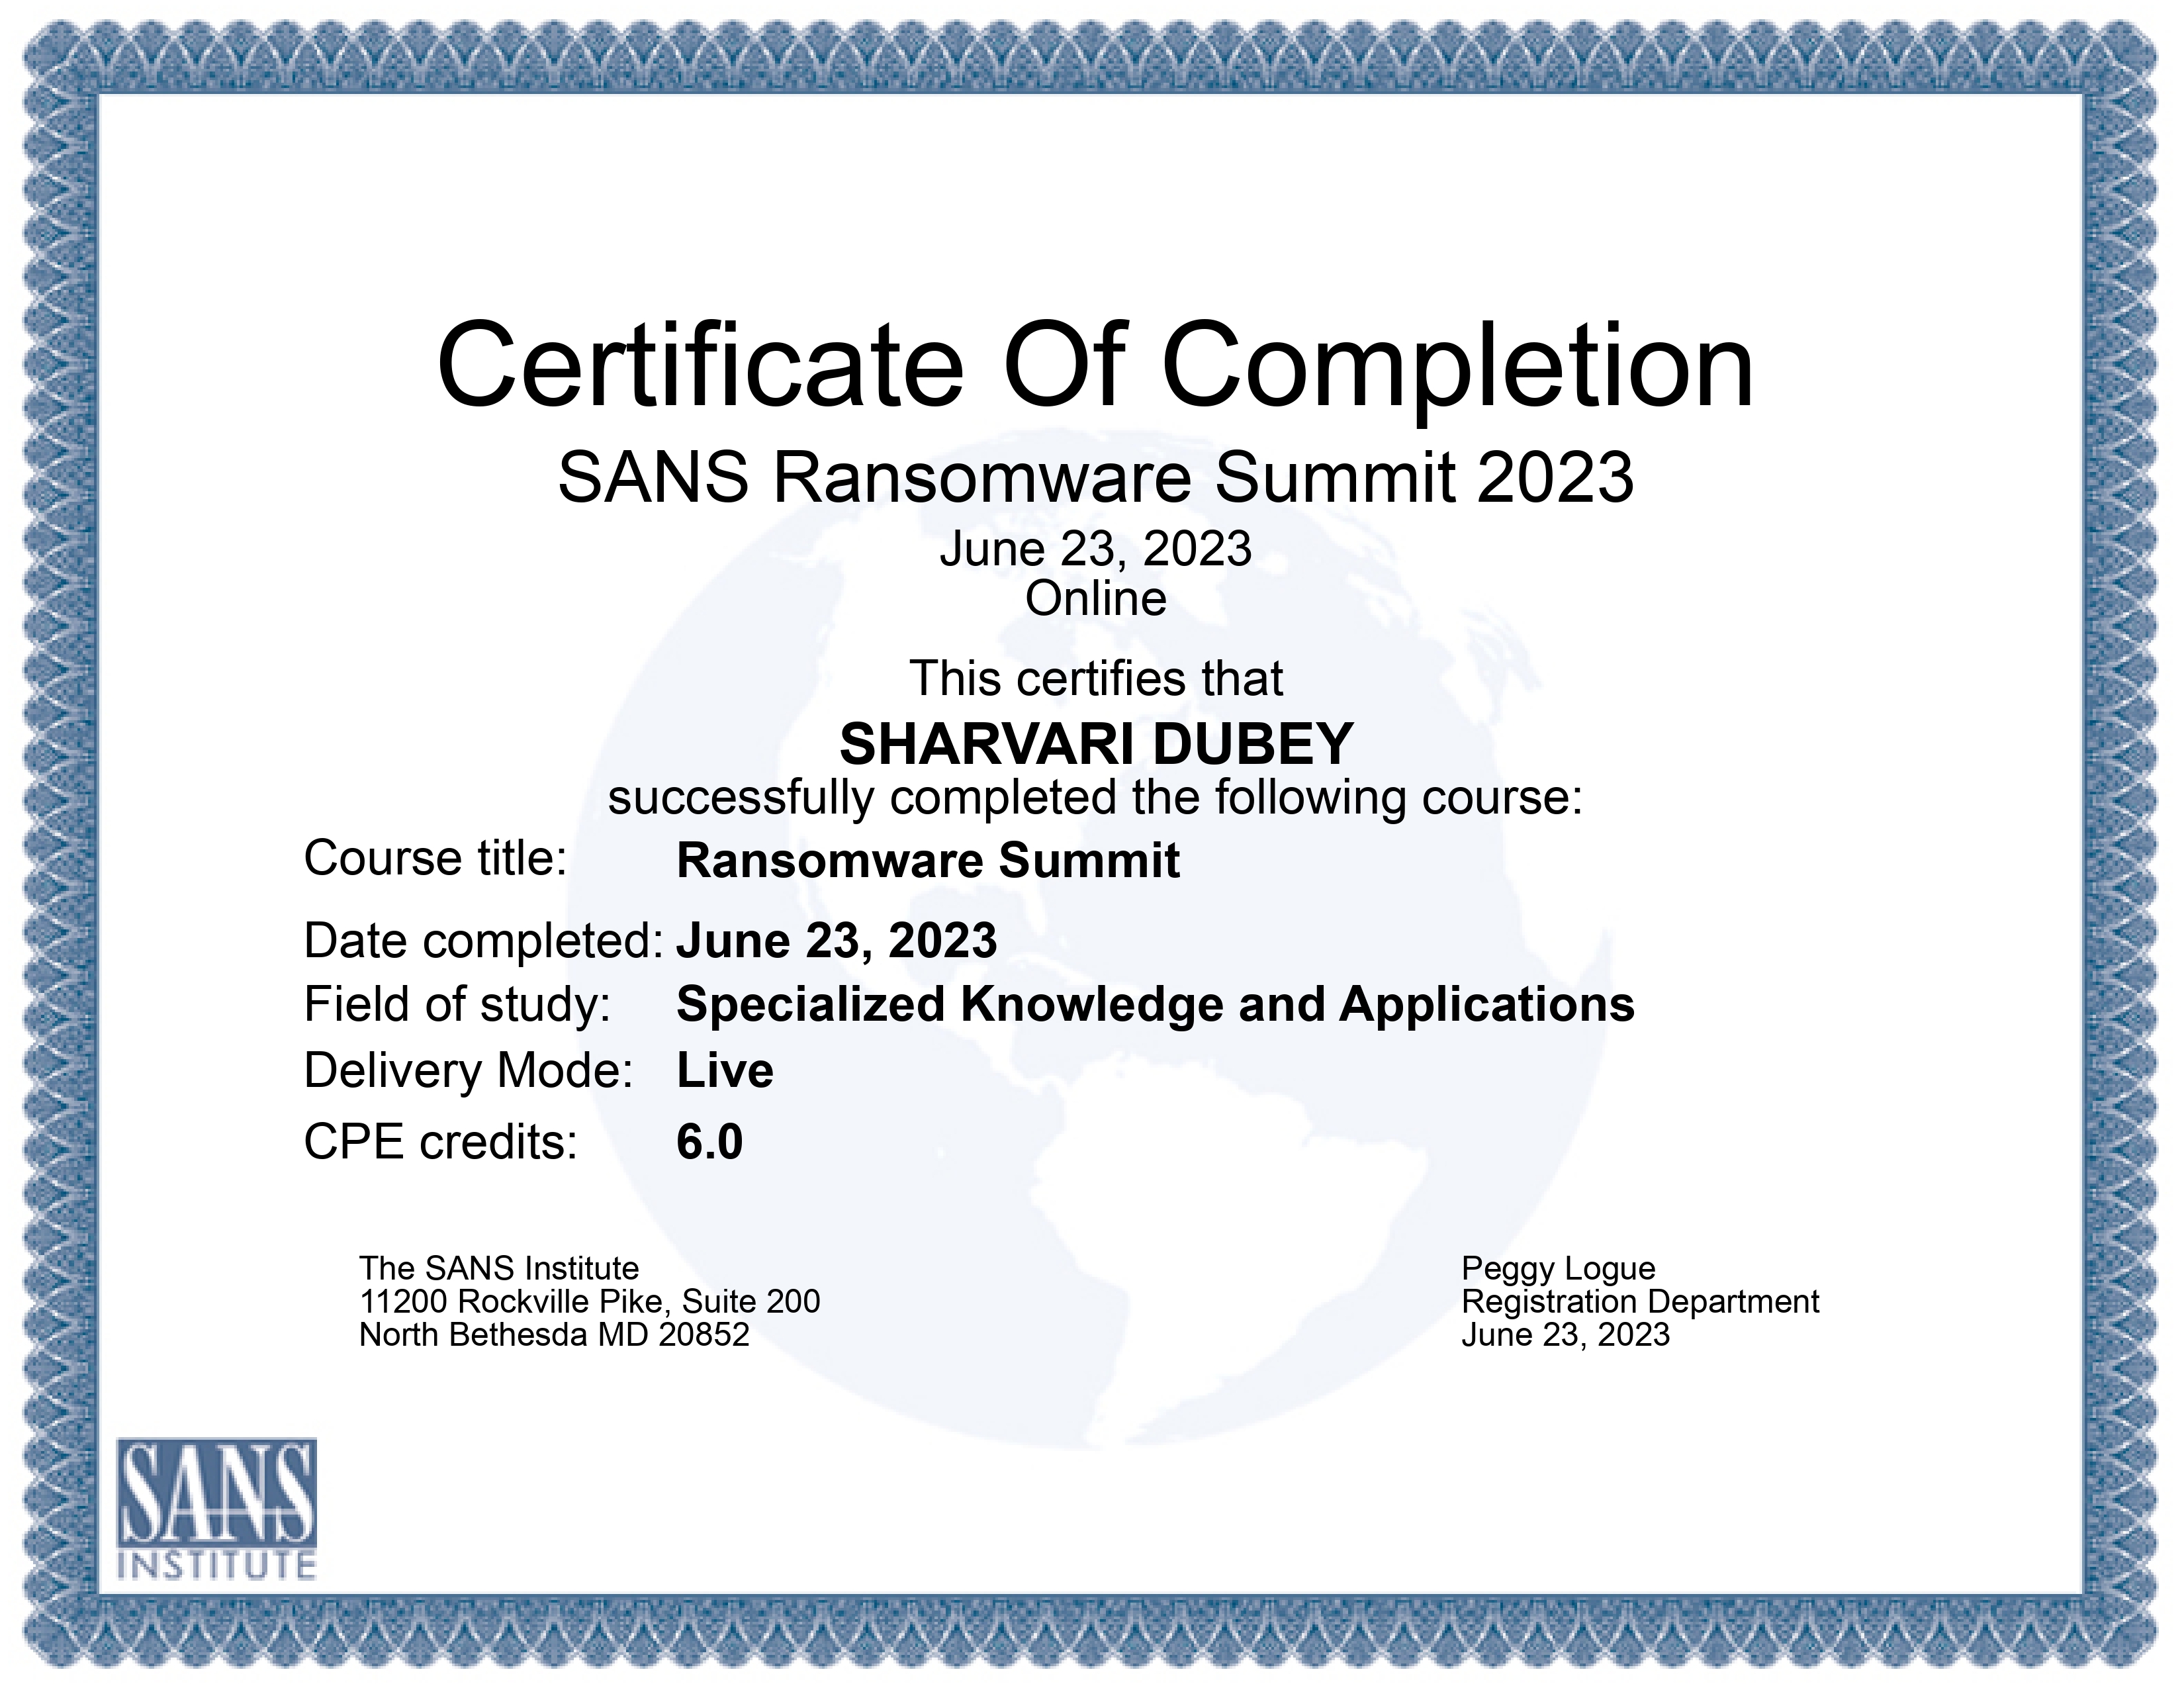 Certificate Of Completion
SANS Ransomware Summit 2023
June 23, 2023
Online
This certifies that
SHARVARI DUBEY
successfully completed the following course:
Course title: Ransomware Summit
Date completed: June 23, 2023
Field of study: Specialized Knowledge and Applications
Delivery Mode: Live
CPE credits: 6.0
The SANS Institute
11200 Rockville Pike, Suite 200
North Bethesda MD 20852
Peggy Logue
Registration Department
June 23, 2023
SANS
INSTITUTE